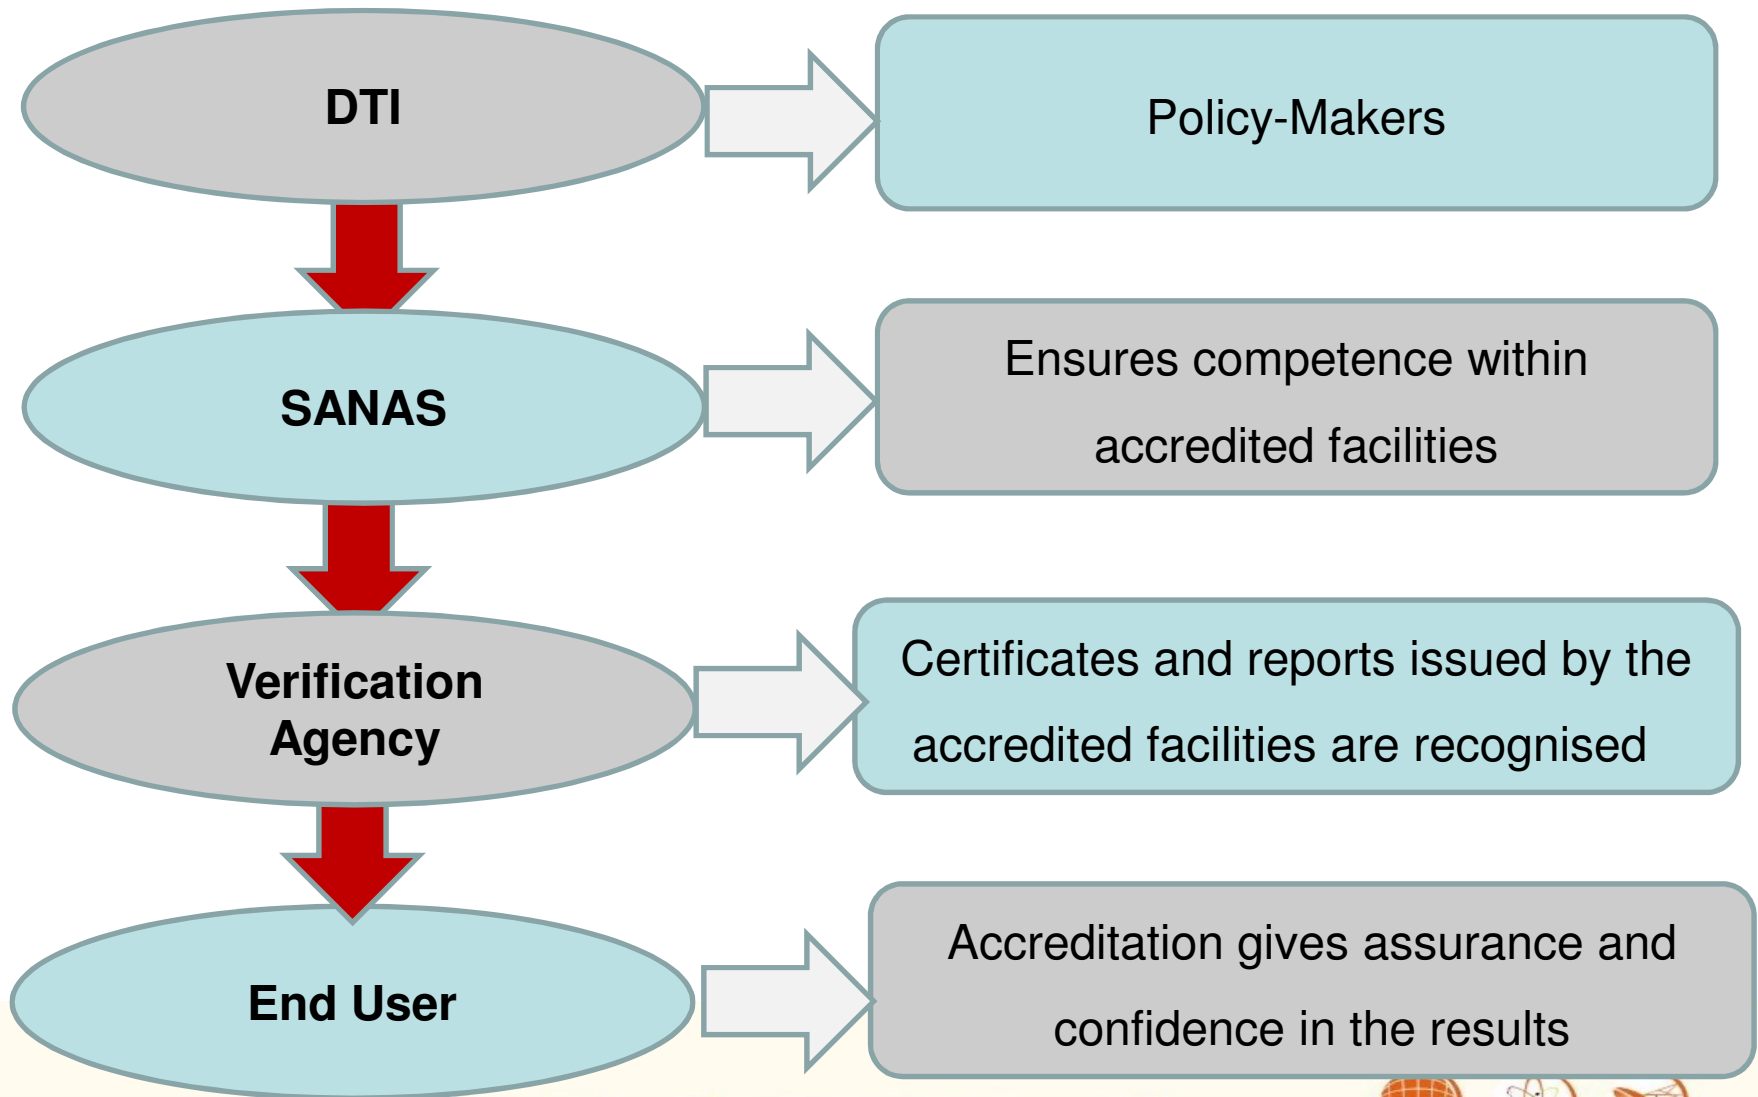 DTI
Policy-Makers
SANAS
Ensures competence within
accredited facilities
Verification
Agency
Certificates and reports issued by the
accredited facilities are recognised
End User
Accreditation gives assurance and
confidence in the results